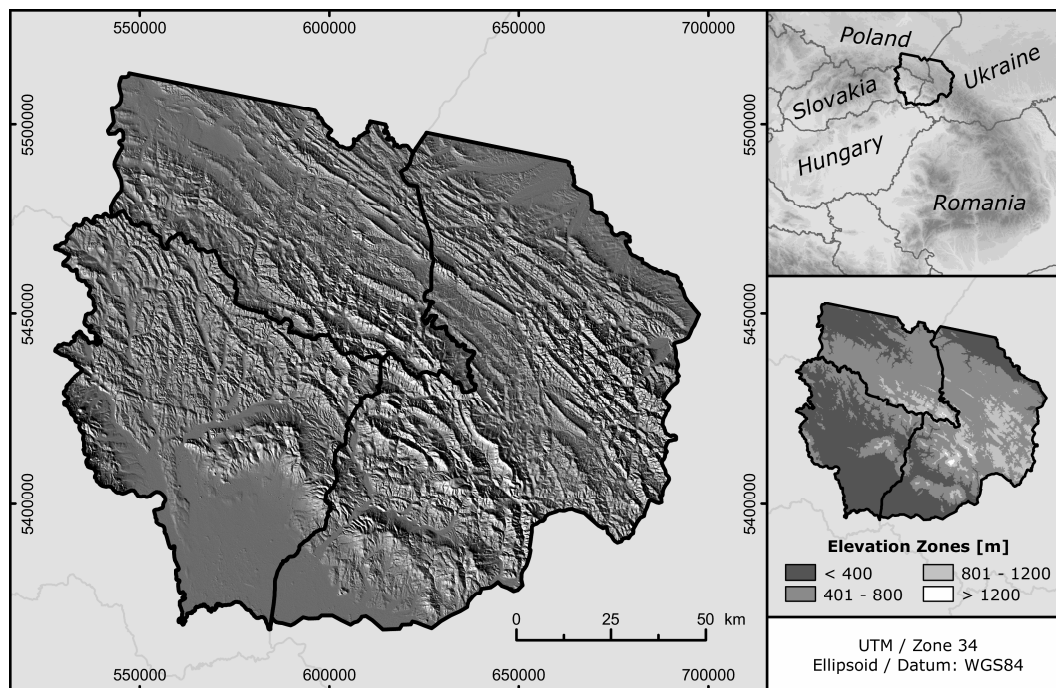 550000
600000
650000
700000
5500000
5450000
5400000
5500000
5450000
5400000
0
25
50
km
550000
600000
650000
700000
Poland
Ukraine
Slovakia
Hungary
Romania
Elevation Zones [m]
< 400
801 - 1200
401 - 800
> 1200
UTM / Zone 34
Ellipsoid / Datum: WGS84